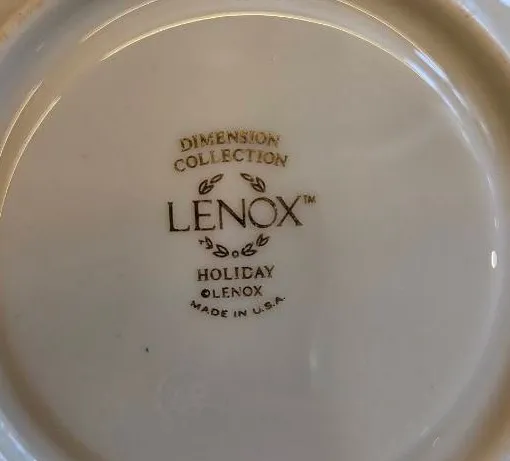 DIMENSION
COLLECTION
LENOX™
HOLIDAY
©LENOX
MADE IN U.S.A.